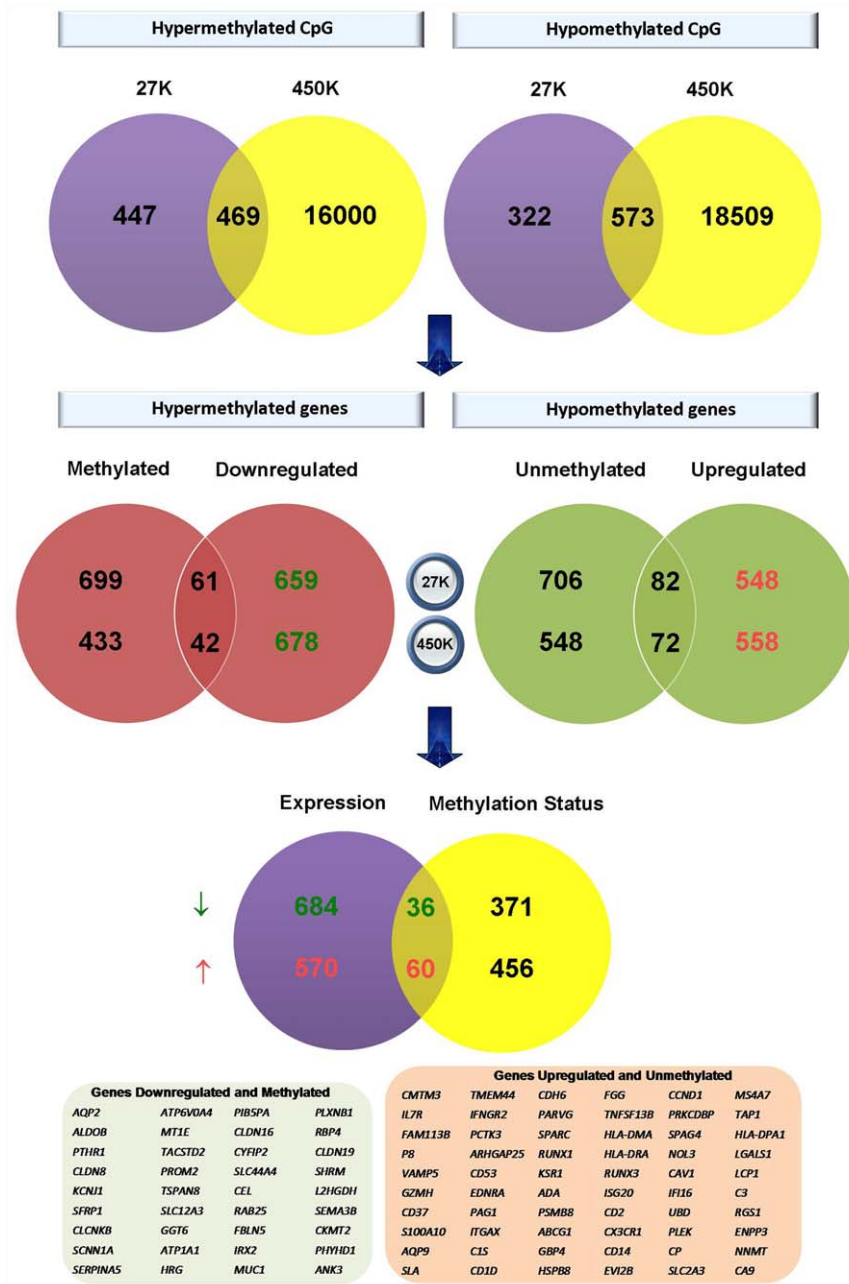 Hypermethylated CpG
Hypomethylated CpG
27K 450K
27K 450K
447 469 16000
322 573 18509
Hypermethylated genes
Hypomethylated genes
Methylated Downregulated
Unmethylated Upregulated
699 61 659
27K
706 82 548
433 42 678
450K
548 72 558
Expression Methylation Status
↓ 684 36 371
↑ 570 60 456
Genes Downregulated and Methylated
AQP2 ATP6V0A4 PIB5PA PLXNB1
ALDOB MT1E CLDN16 RBP4
PTHR1 TACSTD2 CYFIP2 CLDN19
CLDN8 PROM2 SLC44A4 SHRM
KCNJ1 TSPAN8 CEL L2HGDH
SFRP1 SLC12A3 RAB25 SEMA3B
CLCNKB GGT6 FBLN5 CKMT2
SCNN1A ATP1A1 IRX2 PHYHD1
SERPINA5 HRG MUC1 ANK3
Genes Upregulated and Unmethylated
CMTM3 TMEM44 CDH6 FGG CCND1 MS4A7
IL7R IFNGR2 PARVG TNFSF13B PRKCDBP TAP1
FAM113B PCTK3 SPARC HLA-DMA SPAG4 HLA-DPA1
P8 ARHGAP25 RUNX1 HLA-DRA NOL3 LGALS1
VAMP5 CD53 KSR1 RUNX3 CAV1 LCP1
GZMH EDNRA ADA ISG20 IFI16 C3
CD37 PAG1 PSMB8 CD2 UBD RGS1
S100A10 ITGAX ABCG1 CX3CR1 PLEK ENPP3
AQP9 C1S GBP4 CD14 CP NNMT
SLA CD1D HSPB8 EVI2B SLC2A3 CA9